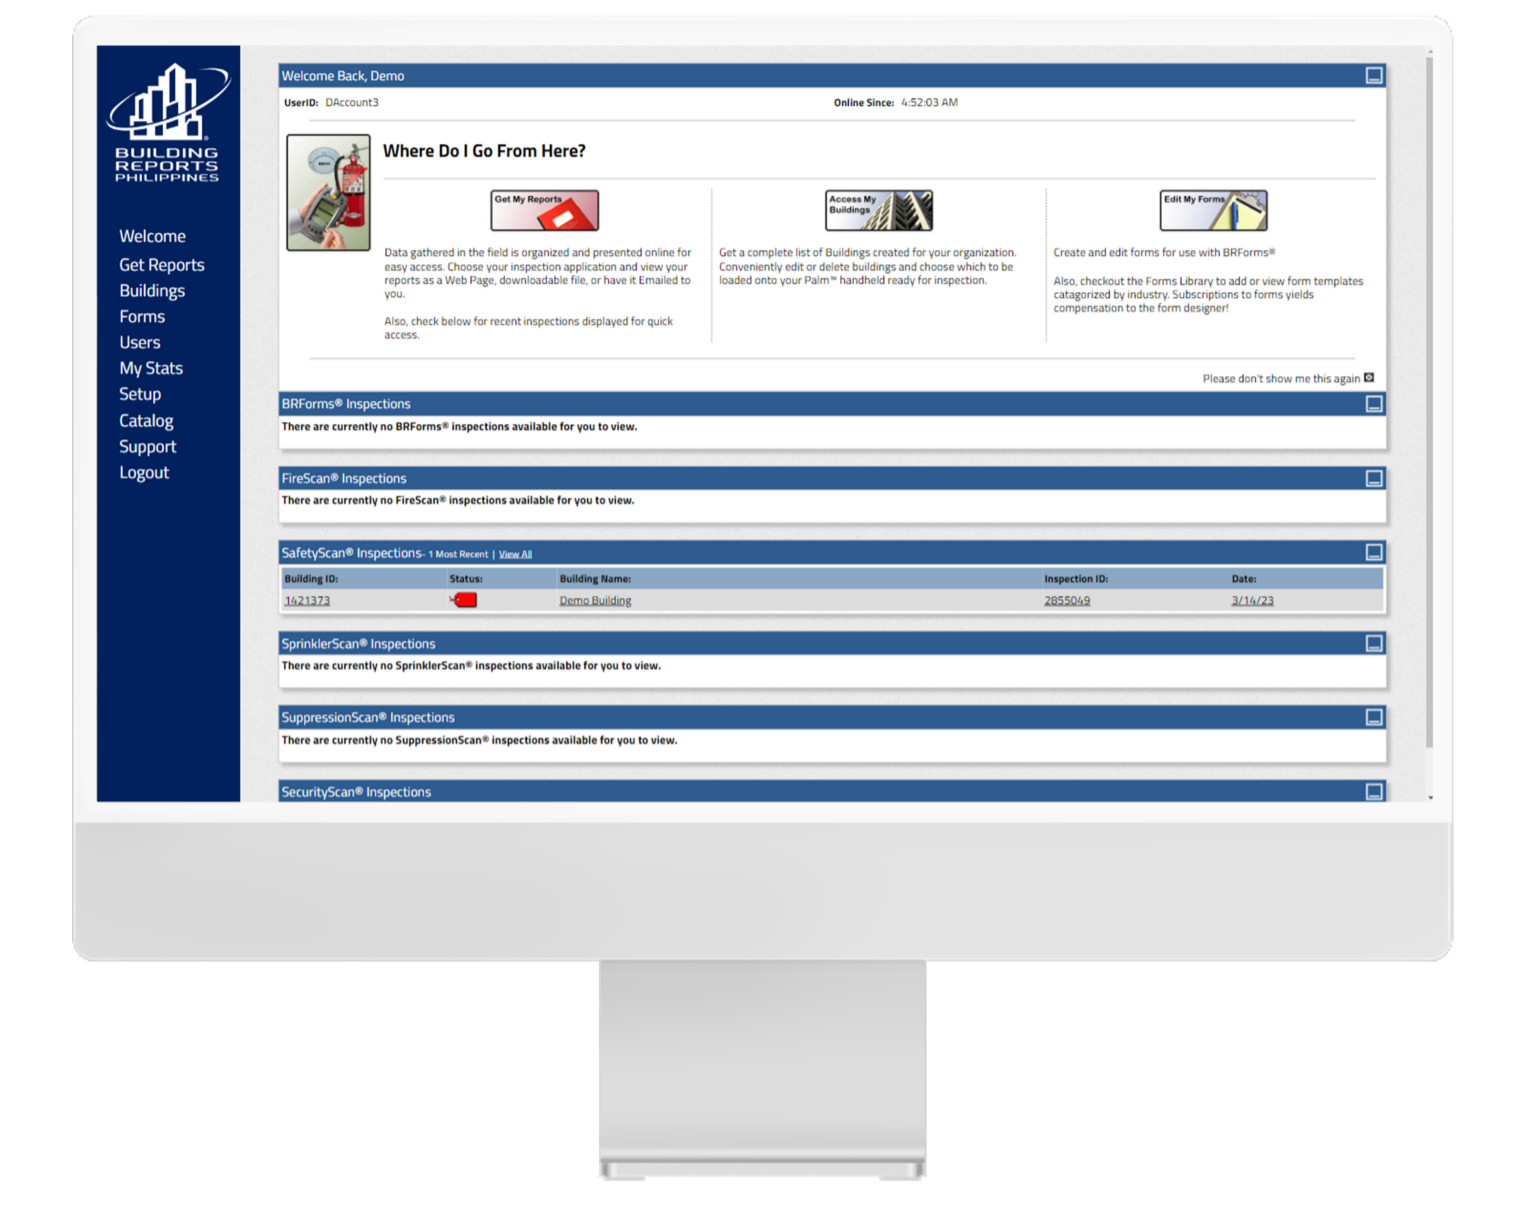 BUILDING
REPORTS
PHILIPPINES
Welcome
Get Reports
Buildings
Forms
Users
My Stats
Setup
Catalog
Support
Logout
Welcome Back, Demo
UserID: DAccount3
Online Since: 4:52:03 AM
Where Do I Go From Here?
Get My Reports
Data gathered in the field is organized and presented online for
easy access. Choose your inspection application and view your
reports as a Web Page, downloadable file, or have it Emailed to
you.
Also, check below for recent inspections displayed for quick
access.
Access My
Buildings
Get a complete list of Buildings created for your organization.
Conveniently edit or delete buildings and choose which to be
loaded onto your Palm™ handheld ready for inspection.
Edit My Forms
Create and edit forms for use with BRForms®
Also, checkout the Forms Library to add or view form templates
catagorized by industry. Subscriptions to forms yields
compensation to the form designer!
Please don't show me this again
BRForms® Inspections
There are currently no BRForms® inspections available for you to view.
FireScan® Inspections
There are currently no FireScan® inspections available for you to view.
SafetyScan® Inspections- 1 Most Recent | View All
Building ID: Status: Building Name: Inspection ID: Date:
1421373 Demo Building 2855049 3/14/23
SprinklerScan® Inspections
There are currently no SprinklerScan® inspections available for you to view.
SuppressionScan® Inspections
There are currently no SuppressionScan® inspections available for you to view.
SecurityScan® Inspections